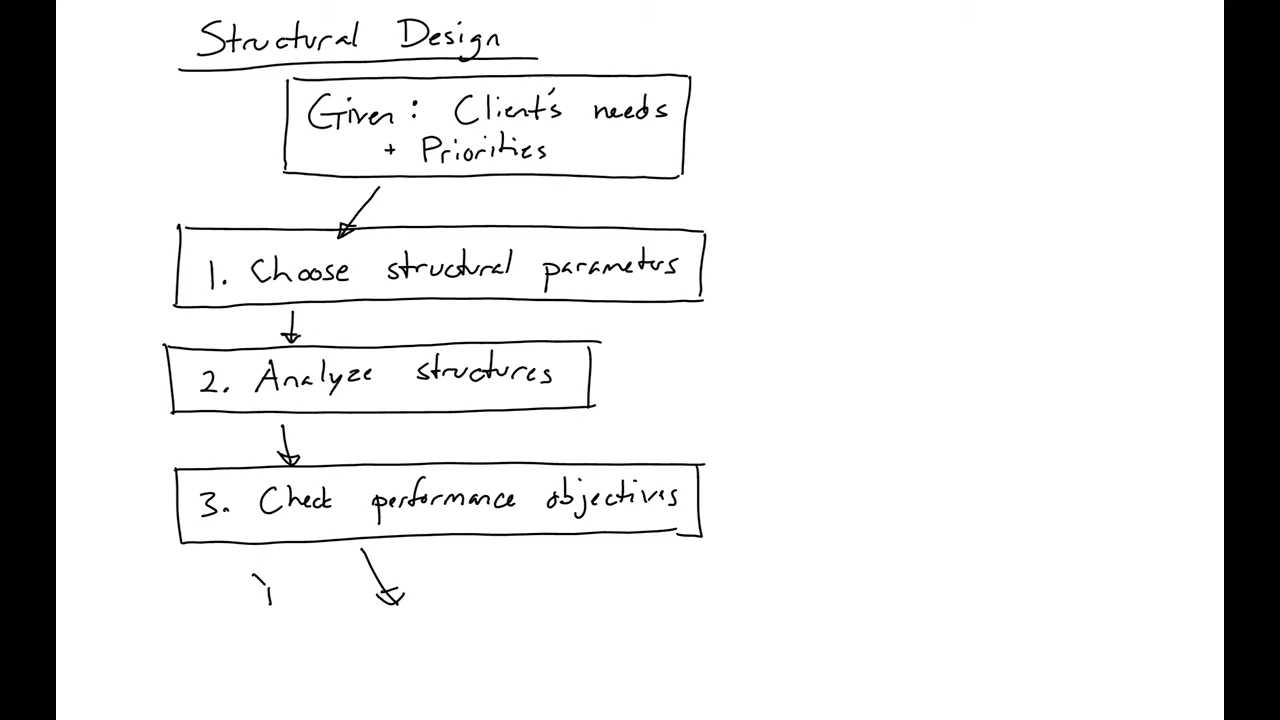 Structural Design
Given: Client's needs
+ Priorities
1. Choose structural parameters
2. Analyze structures
3. Check performance objectives